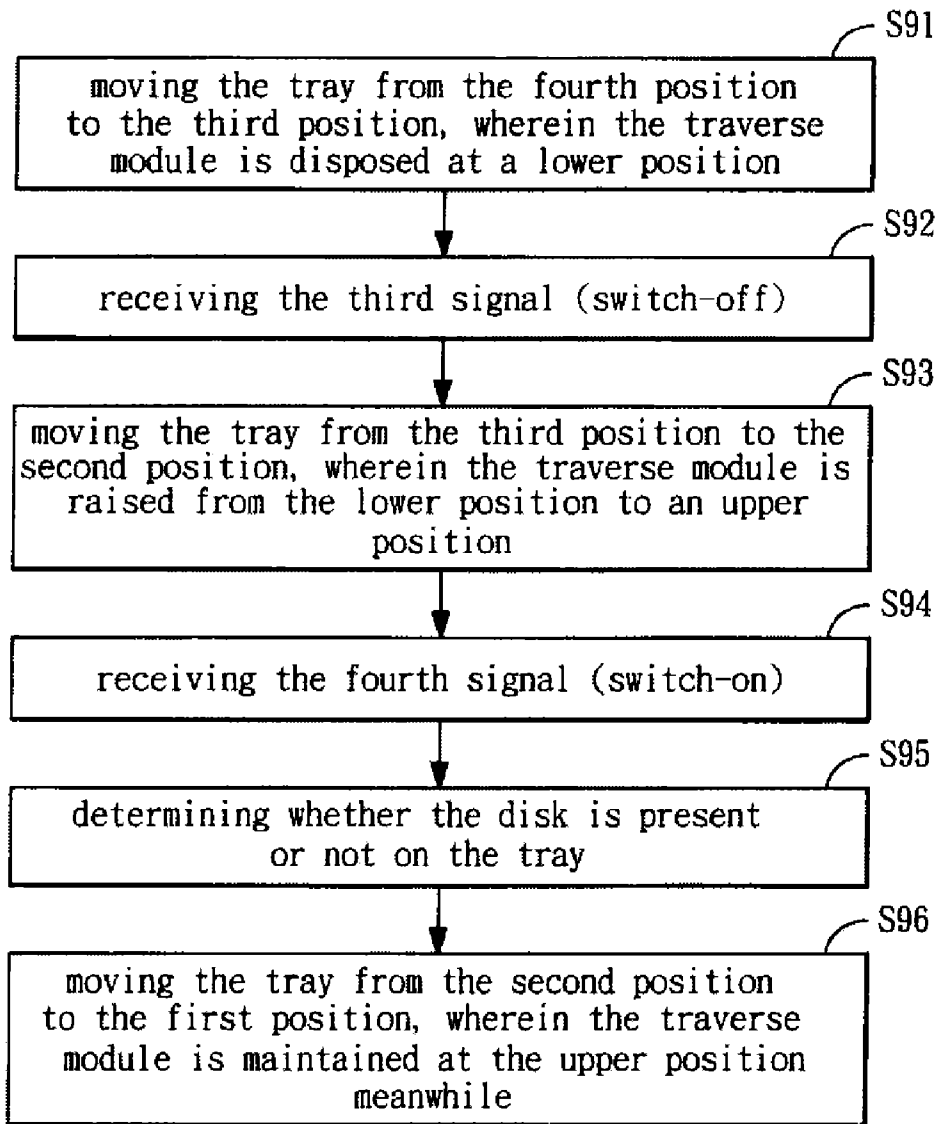 S91
moving the tray from the fourth position
to the third position, wherein the traverse
module is disposed at a lower position
S92
receiving the third signal (switch-off)
S93
moving the tray from the third position to the
second position, wherein the traverse module is
raised from the lower position to an upper
position
S94
receiving the fourth signal (switch-on)
S95
determining whether the disk is present
or not on the tray
S96
moving the tray from the second position
to the first position, wherein the traverse
module is maintained at the upper position
meanwhile